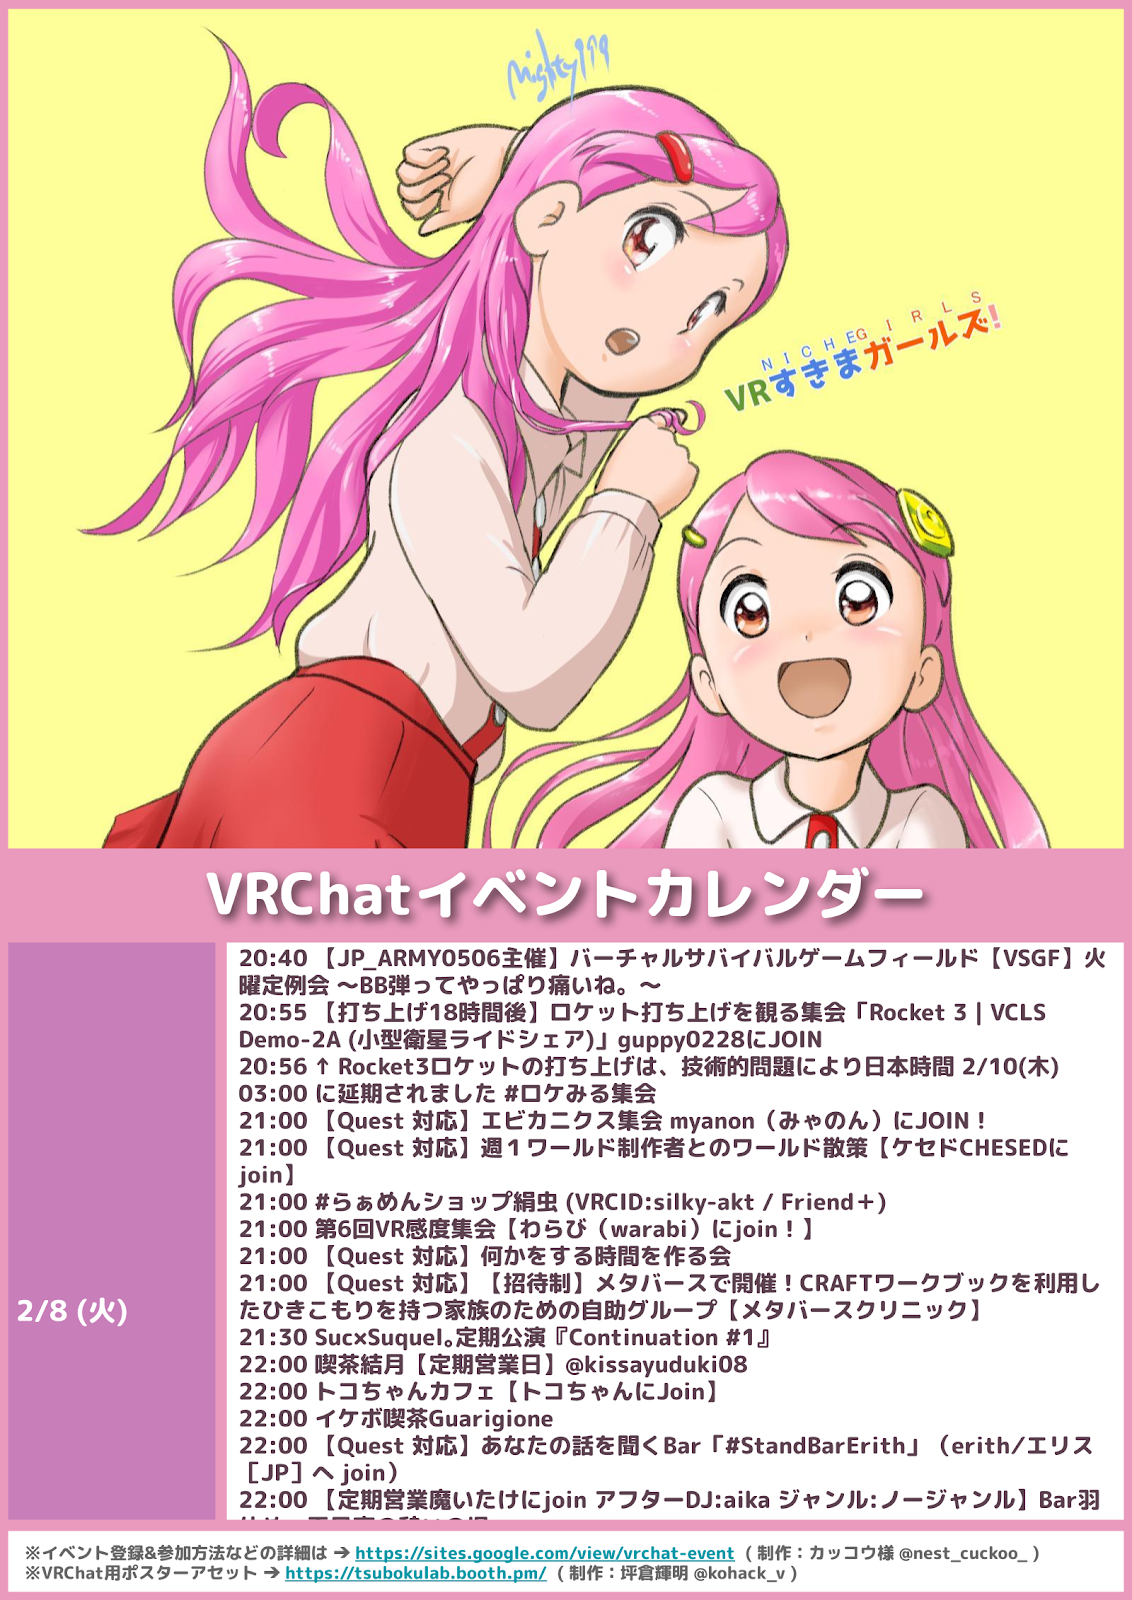 mighty199
NICHE GIRLS
VRすきまガールズ!
VRChatイベントカレンダー
2/8 (火)
20:40 【JP_ARMY0506主催】バーチャルサバイバルゲームフィールド【VSGF】火
曜定例会 〜BB弾ってやっぱり痛いね。〜
20:55 【打ち上げ18時間後】ロケット打ち上げを観る集会「Rocket 3 | VCLS
Demo-2A (小型衛星ライドシェア)」guppy0228にJOIN
20:56 ↑ Rocket3ロケットの打ち上げは、技術的問題により日本時間 2/10(木)
03:00 に延期されました #ロケみる集会
21:00 【Quest 対応】エビカニクス集会 myanon（みゃのん）にJOIN！
21:00 【Quest 対応】週１ワールド制作者とのワールド散策【ケセドCHESEDに
join】
21:00 #らぁめんショップ絹虫 (VRCID:silky-akt / Friend＋)
21:00 第6回VR感度集会【わらび（warabi）にjoin！】
21:00 【Quest 対応】何かをする時間を作る会
21:00 【Quest 対応】【招待制】メタバースで開催！CRAFTワークブックを利用し
たひきこもりを持つ家族のための自助グループ【メタバースクリニック】
21:30 Suc×Suquel。定期公演『Continuation #1』
22:00 喫茶結月【定期営業日】@kissayuduki08
22:00 トコちゃんカフェ【トコちゃんにJoin】
22:00 イケボ喫茶Guarigione
22:00 【Quest 対応】あなたの話を聞くBar「#StandBarErith」（erith/エリス
［JP］へ join）
22:00 【定期営業魔いたけにjoin アフターDJ:aika ジャンル:ノージャンル】Bar羽
※イベント登録&参加方法などの詳細は → https://sites.google.com/view/vrchat-event （ 制作：カッコウ様 @nest_cuckoo_ ）
※VRChat用ポスターアセット → https://tsubokulab.booth.pm/ （ 制作：坪倉輝明 @kohack_v ）